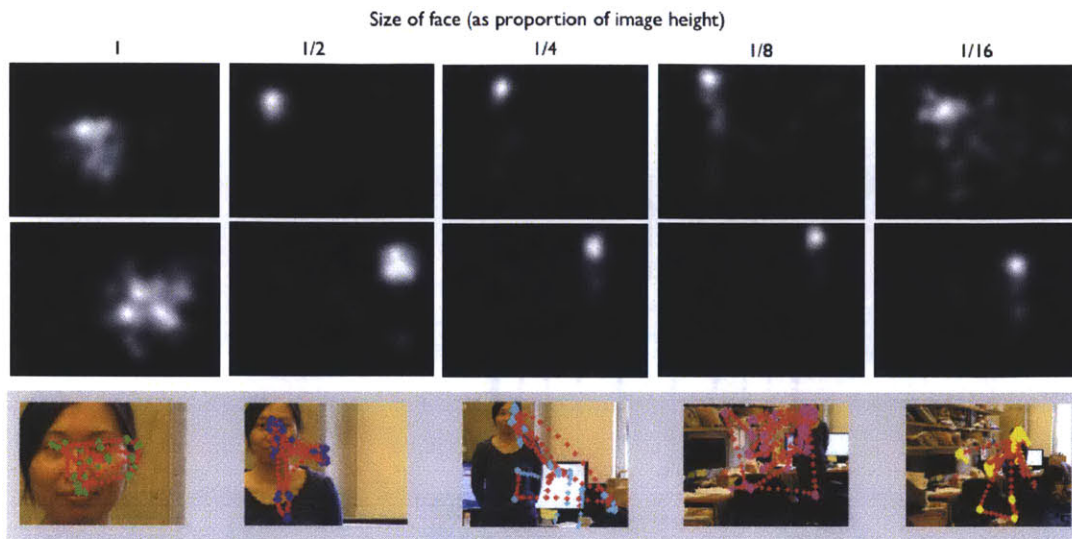 Size of face (as proportion of image height)
1 1/2 1/4 1/8 1/16